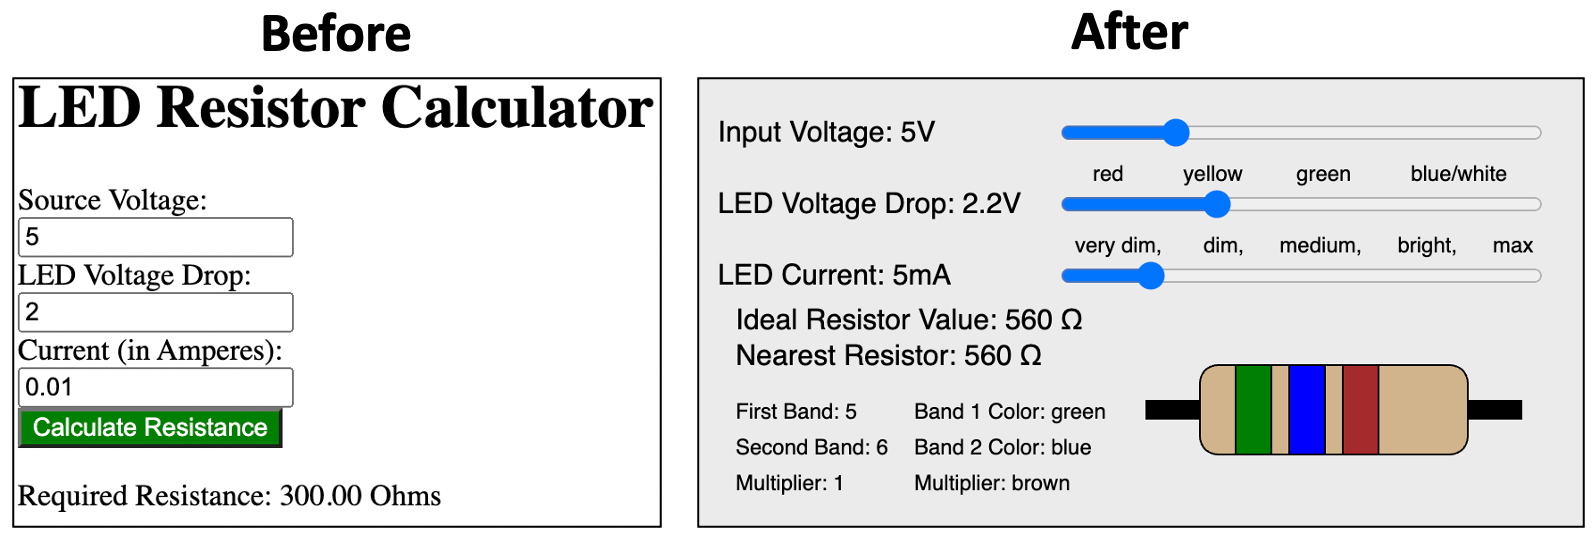 Before
LED Resistor Calculator
Source Voltage:
5
LED Voltage Drop:
2
Current (in Amperes):
0.01
Calculate Resistance
Required Resistance: 300.00 Ohms
After
Input Voltage: 5V
red yellow green blue/white
LED Voltage Drop: 2.2V
very dim, dim, medium, bright, max
LED Current: 5mA
Ideal Resistor Value: 560 Ω
Nearest Resistor: 560 Ω
First Band: 5 Band 1 Color: green
Second Band: 6 Band 2 Color: blue
Multiplier: 1 Multiplier: brown